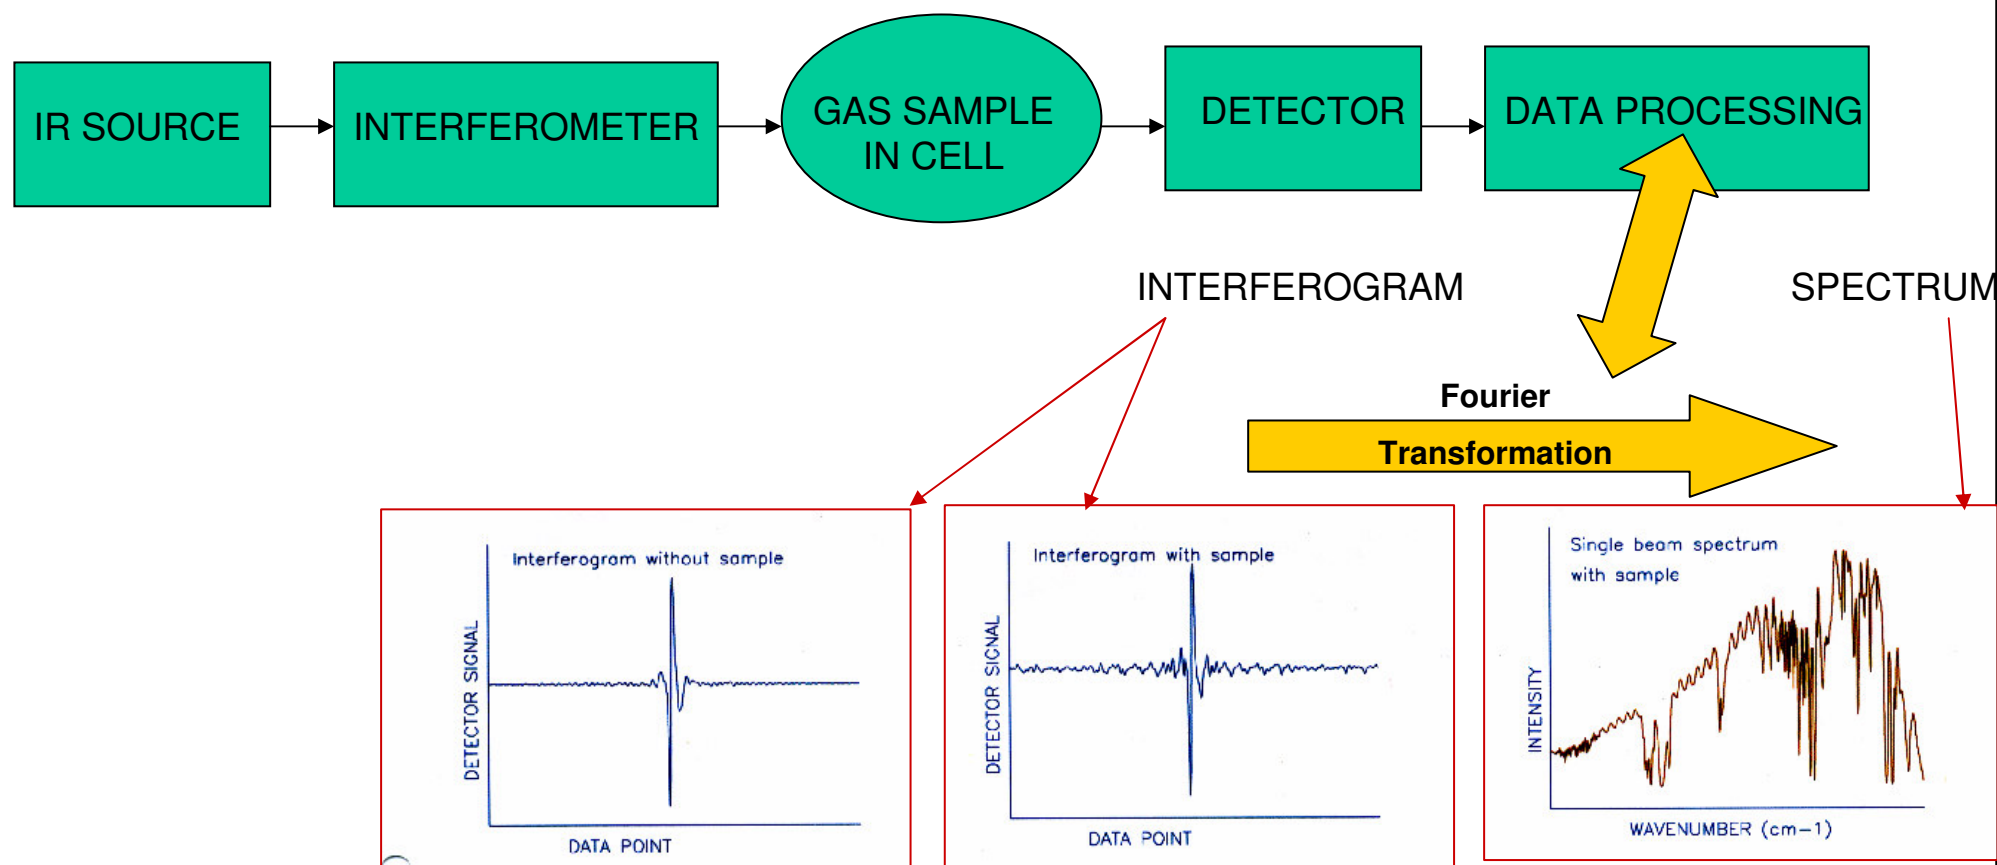 IR SOURCE
INTERFEROMETER
GAS SAMPLE
IN CELL
DETECTOR
DATA PROCESSING
INTERFEROGRAM
SPECTRUM
Fourier
Transformation
Interferogram without sample
DETECTOR SIGNAL
DATA POINT
Interferogram with sample
DETECTOR SIGNAL
DATA POINT
Single beam spectrum
with sample
INTENSITY
WAVENUMBER (cm-1)